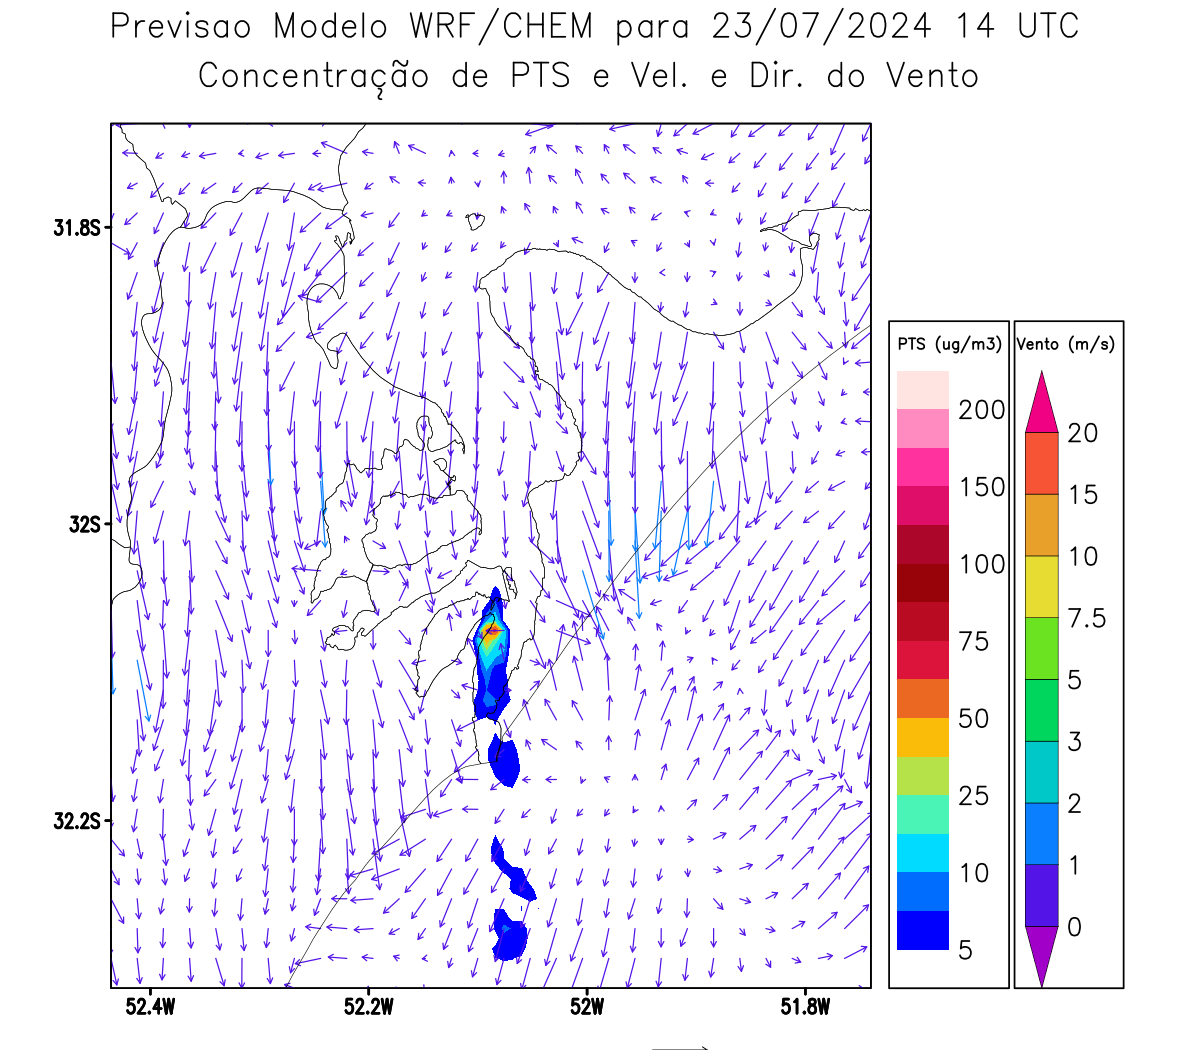 Previsao Modelo WRF/CHEM para 23/07/2024 14 UTC
Concentração de PTS e Vel. e Dir. do Vento
31.8S
32S
32.2S
52.4W
52.2W
52W
51.8W
PTS (ug/m3)
200
150
100
75
50
25
10
5
Vento (m/s)
20
15
10
7.5
5
3
2
1
0